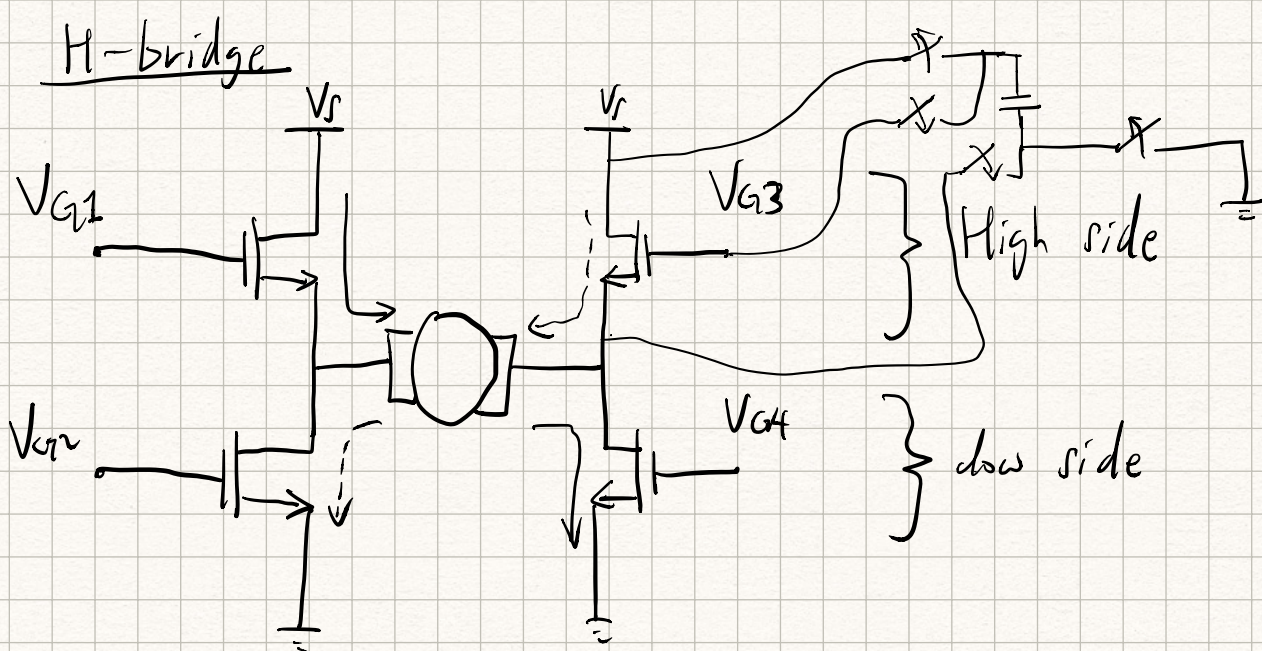 H-bridge
Vs
Vs
VG1
VG3
High side
VG2
VG4
Low side